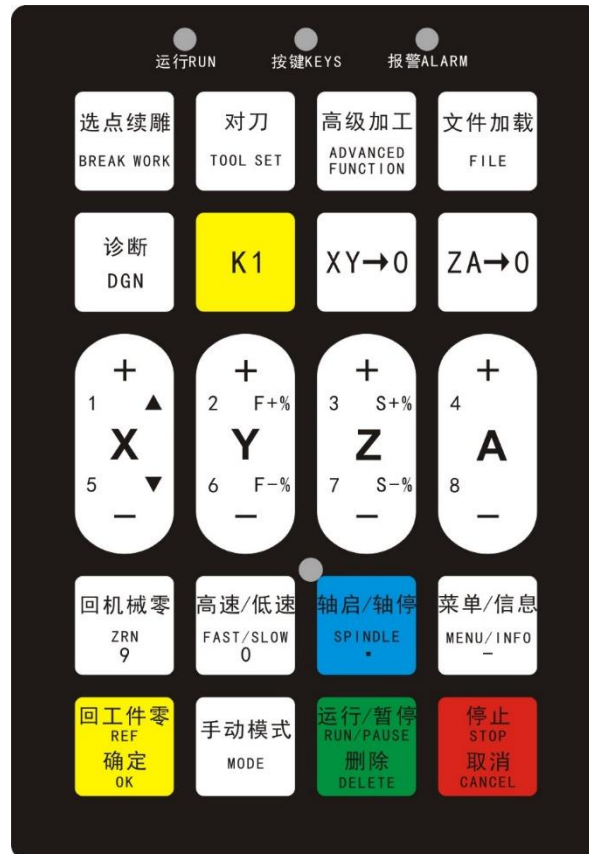 运行RUN 按键KEYS 报警ALARM
选点续雕 对刀 高级加工 文件加载
BREAK WORK TOOL SET ADVANCED FUNCTION FILE
诊断
DGN
K1
XY→0
ZA→0
+
1 ▲
X
5 ▼
－
+
2 F+%
Y
6 F-%
－
+
3 S+%
Z
7 S-%
－
+
4
A
8
－
回机械零
ZRN
9
高速/低速
FAST/SLOW
0
轴启/轴停
SPINDLE
.
菜单/信息
MENU/INFO
－
回工件零
REF
确定
OK
手动模式
MODE
运行/暂停
RUN/PAUSE
删除
DELETE
停止
STOP
取消
CANCEL